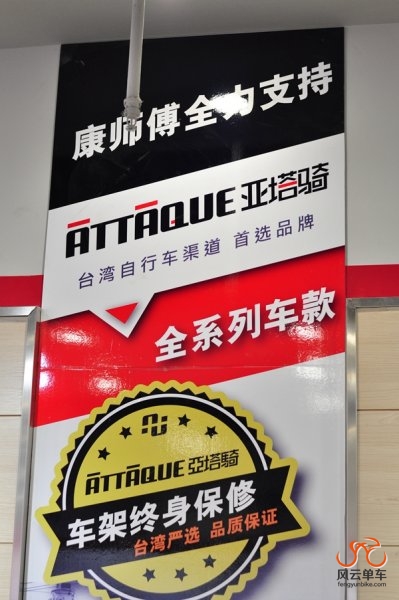 康师傅全力支持
ATTAQUE 亚塔骑
台湾自行车渠道 首选品牌
全系列车款
ATTAQUE 亞塔騎
车架终身保修
台湾严选 品质保证
风云单车
fengyunbike.com